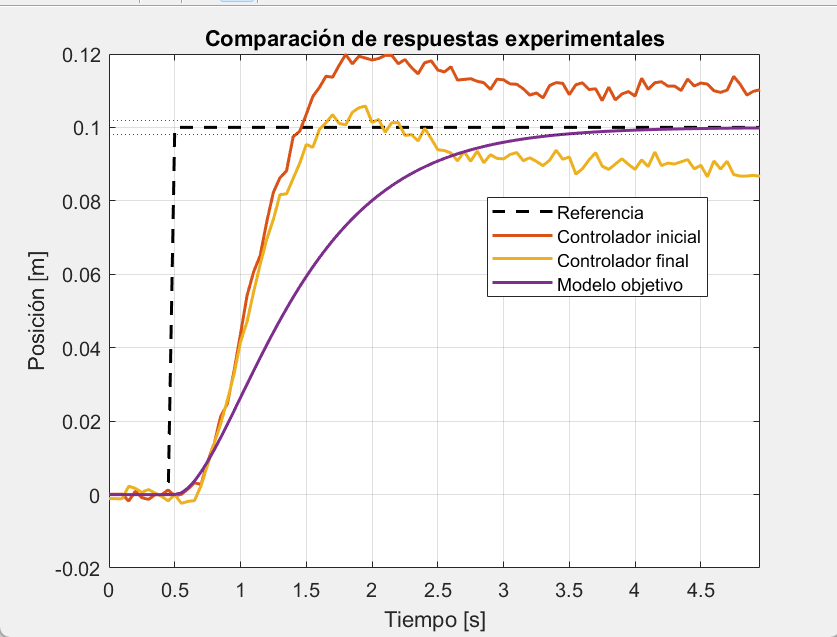 Comparación de respuestas experimentales
0.12
0.1
0.08
0.06
0.04
0.02
0
-0.02
Posición [m]
Referencia
Controlador inicial
Controlador final
Modelo objetivo
0 0.5 1 1.5 2 2.5 3 3.5 4 4.5
Tiempo [s]